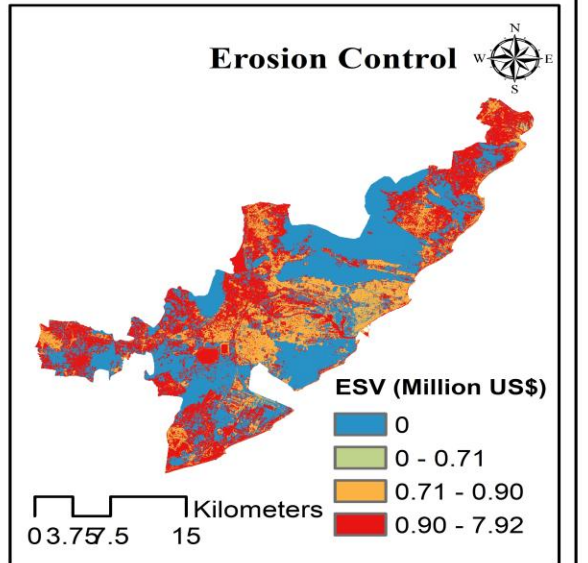 N
Erosion Control
W E
S
ESV (Million US$)
0
0 - 0.71
0.71 - 0.90
0.90 - 7.92
Kilometers
0 3.75 7.5 15